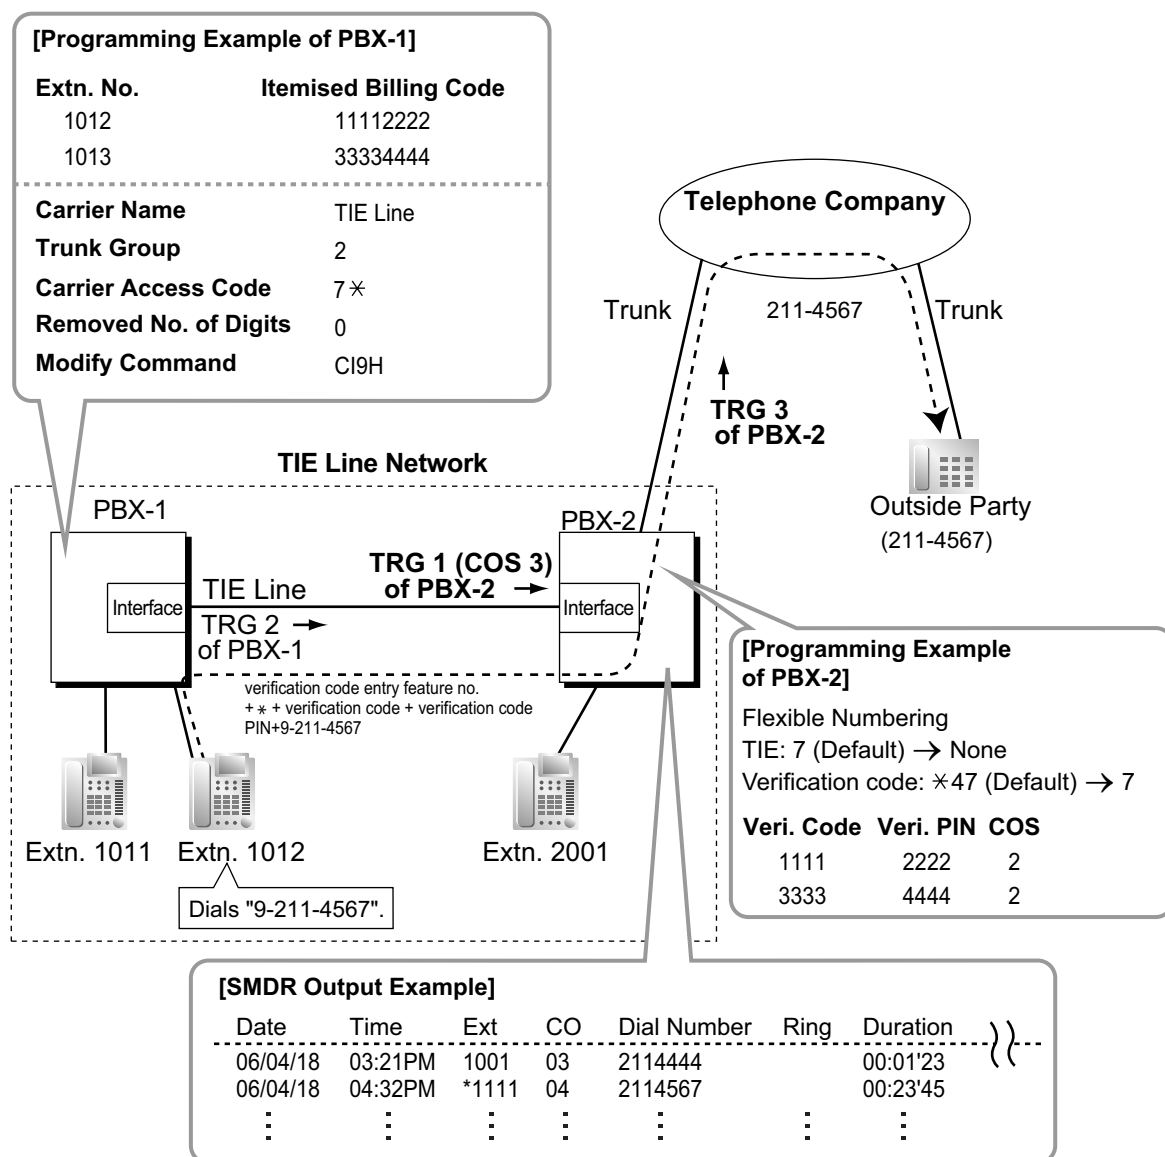 [Programming Example of PBX-1]
Extn. No. Itemised Billing Code
1012 11112222
1013 33334444
Carrier Name TIE Line
Trunk Group 2
Carrier Access Code 7*
Removed No. of Digits 0
Modify Command CI9H
Telephone Company
Trunk 211-4567 Trunk
TRG 3
of PBX-2
Outside Party
(211-4567)
TIE Line Network
PBX-1
PBX-2
Interface
TIE Line
TRG 2 →
of PBX-1
TRG 1 (COS 3)
of PBX-2 →
Interface
verification code entry feature no.
+ * + verification code + verification code
PIN+9-211-4567
Extn. 1011 Extn. 1012 Extn. 2001
Dials "9-211-4567".
[Programming Example
of PBX-2]
Flexible Numbering
TIE: 7 (Default) → None
Verification code: *47 (Default) → 7
Veri. Code Veri. PIN COS
1111 2222 2
3333 4444 2
[SMDR Output Example]
Date Time Ext CO Dial Number Ring Duration
06/04/18 03:21PM 1001 03 2114444 00:01'23
06/04/18 04:32PM *1111 04 2114567 00:23'45